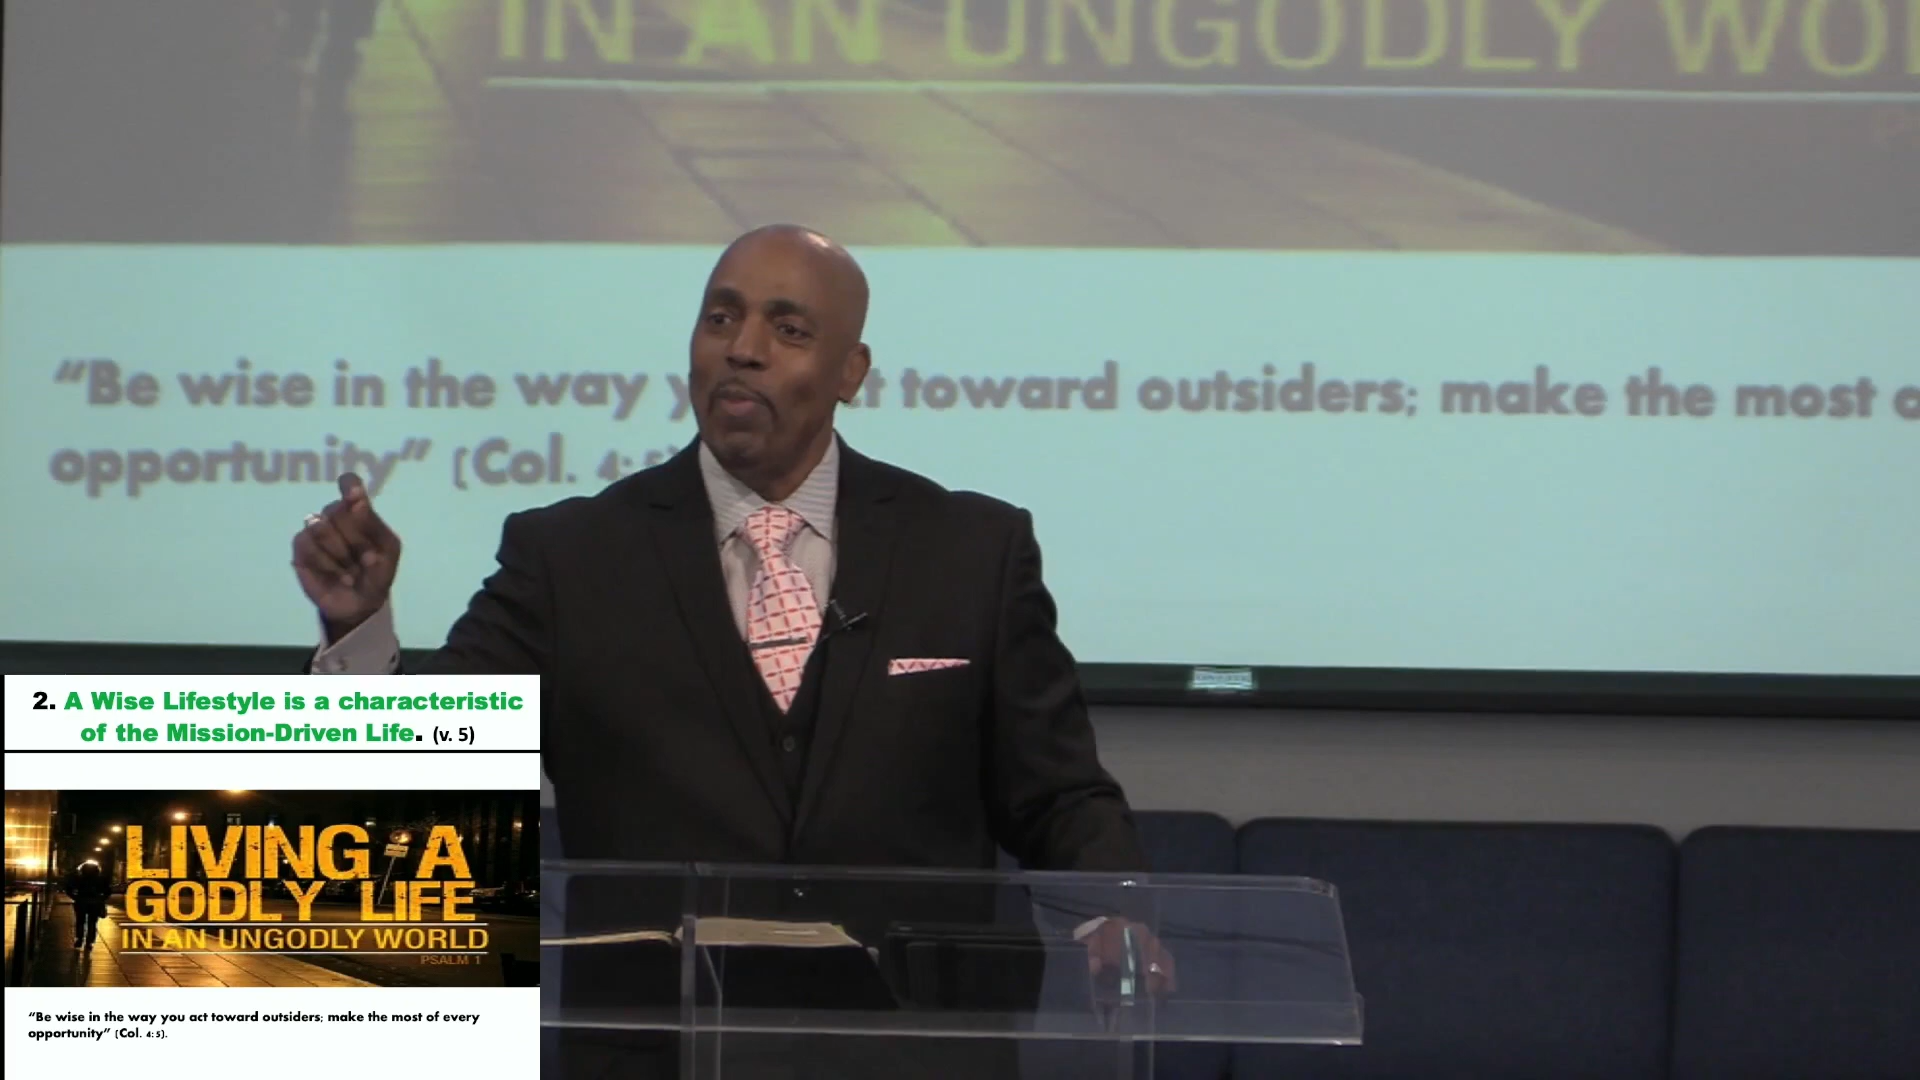 IN AN UNGODLY WO
“Be wise in the way y t toward outsiders; make the most o
opportunity” (Col. 4:5)
2. A Wise Lifestyle is a characteristic
of the Mission-Driven Life. (v. 5)
LIVING A
GODLY LIFE
IN AN UNGODLY WORLD
PSALM 1
“Be wise in the way you act toward outsiders; make the most of every
opportunity” (Col. 4:5).